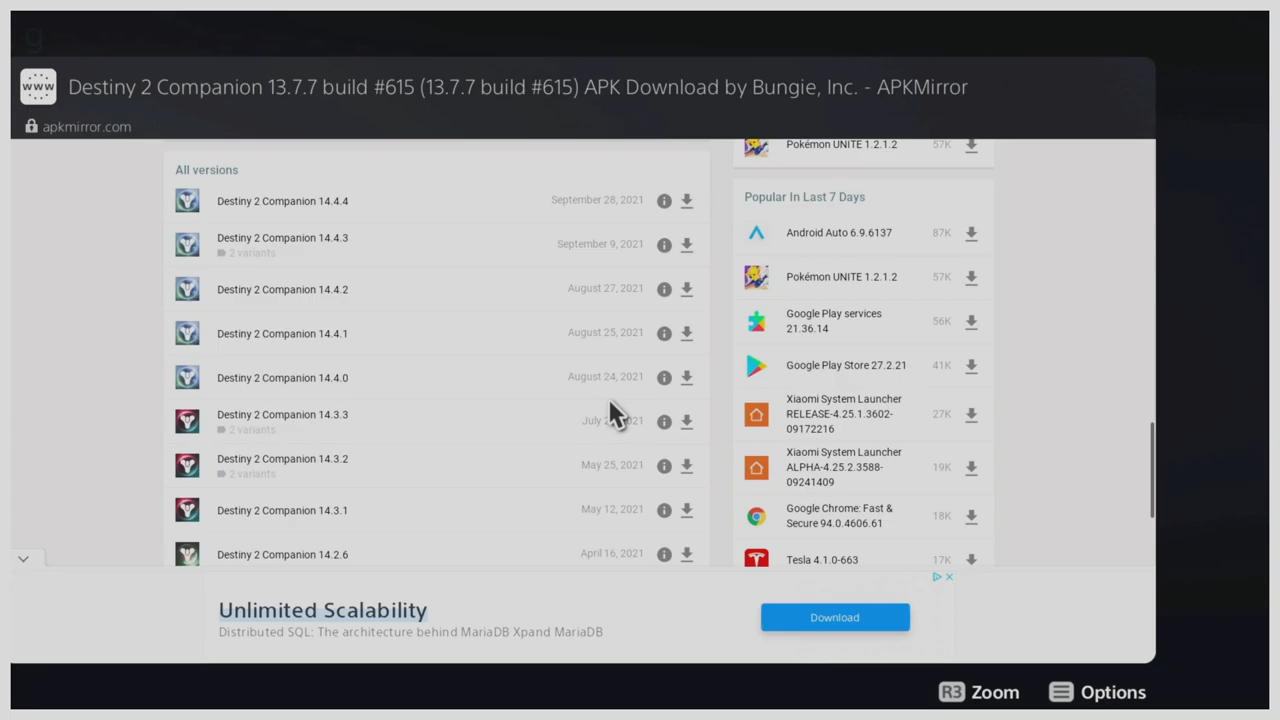 g
www
Destiny 2 Companion 13.7.7 build #615 (13.7.7 build #615) APK Download by Bungie, Inc. - APKMirror
apkmirror.com
All versions
Destiny 2 Companion 14.4.4 September 28, 2021
Destiny 2 Companion 14.4.3 September 9, 2021
2 variants
Destiny 2 Companion 14.4.2 August 27, 2021
Destiny 2 Companion 14.4.1 August 25, 2021
Destiny 2 Companion 14.4.0 August 24, 2021
Destiny 2 Companion 14.3.3 July 2021
2 variants
Destiny 2 Companion 14.3.2 May 25, 2021
2 variants
Destiny 2 Companion 14.3.1 May 12, 2021
Destiny 2 Companion 14.2.6 April 16, 2021
Pokémon UNITE 1.2.1.2 57K
Popular In Last 7 Days
Android Auto 6.9.6137 87K
Pokémon UNITE 1.2.1.2 57K
Google Play services
21.36.14 56K
Google Play Store 27.2.21 41K
Xiaomi System Launcher
RELEASE-4.25.1.3602-
09172216 27K
Xiaomi System Launcher
ALPHA-4.25.2.3588-
09241409 19K
Google Chrome: Fast &
Secure 94.0.4606.61 18K
Tesla 4.1.0-663 17K
Unlimited Scalability
Distributed SQL: The architecture behind MariaDB Xpand MariaDB
Download
R3 Zoom
Options